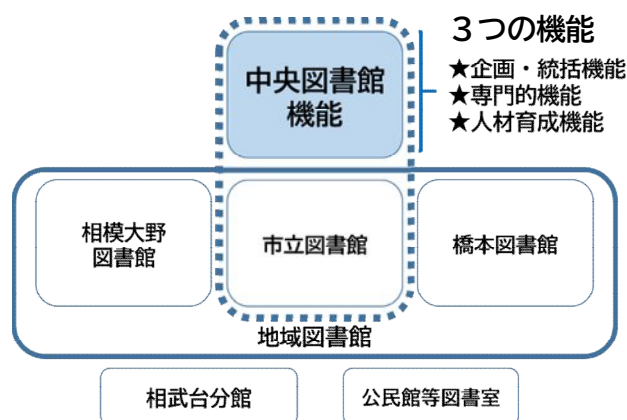 ３つの機能
中央図書館
機能
★企画・統括機能
★専門的機能
★人材育成機能
相模大野
図書館
市立図書館
橋本図書館
地域図書館
相武台分館
公民館等図書室